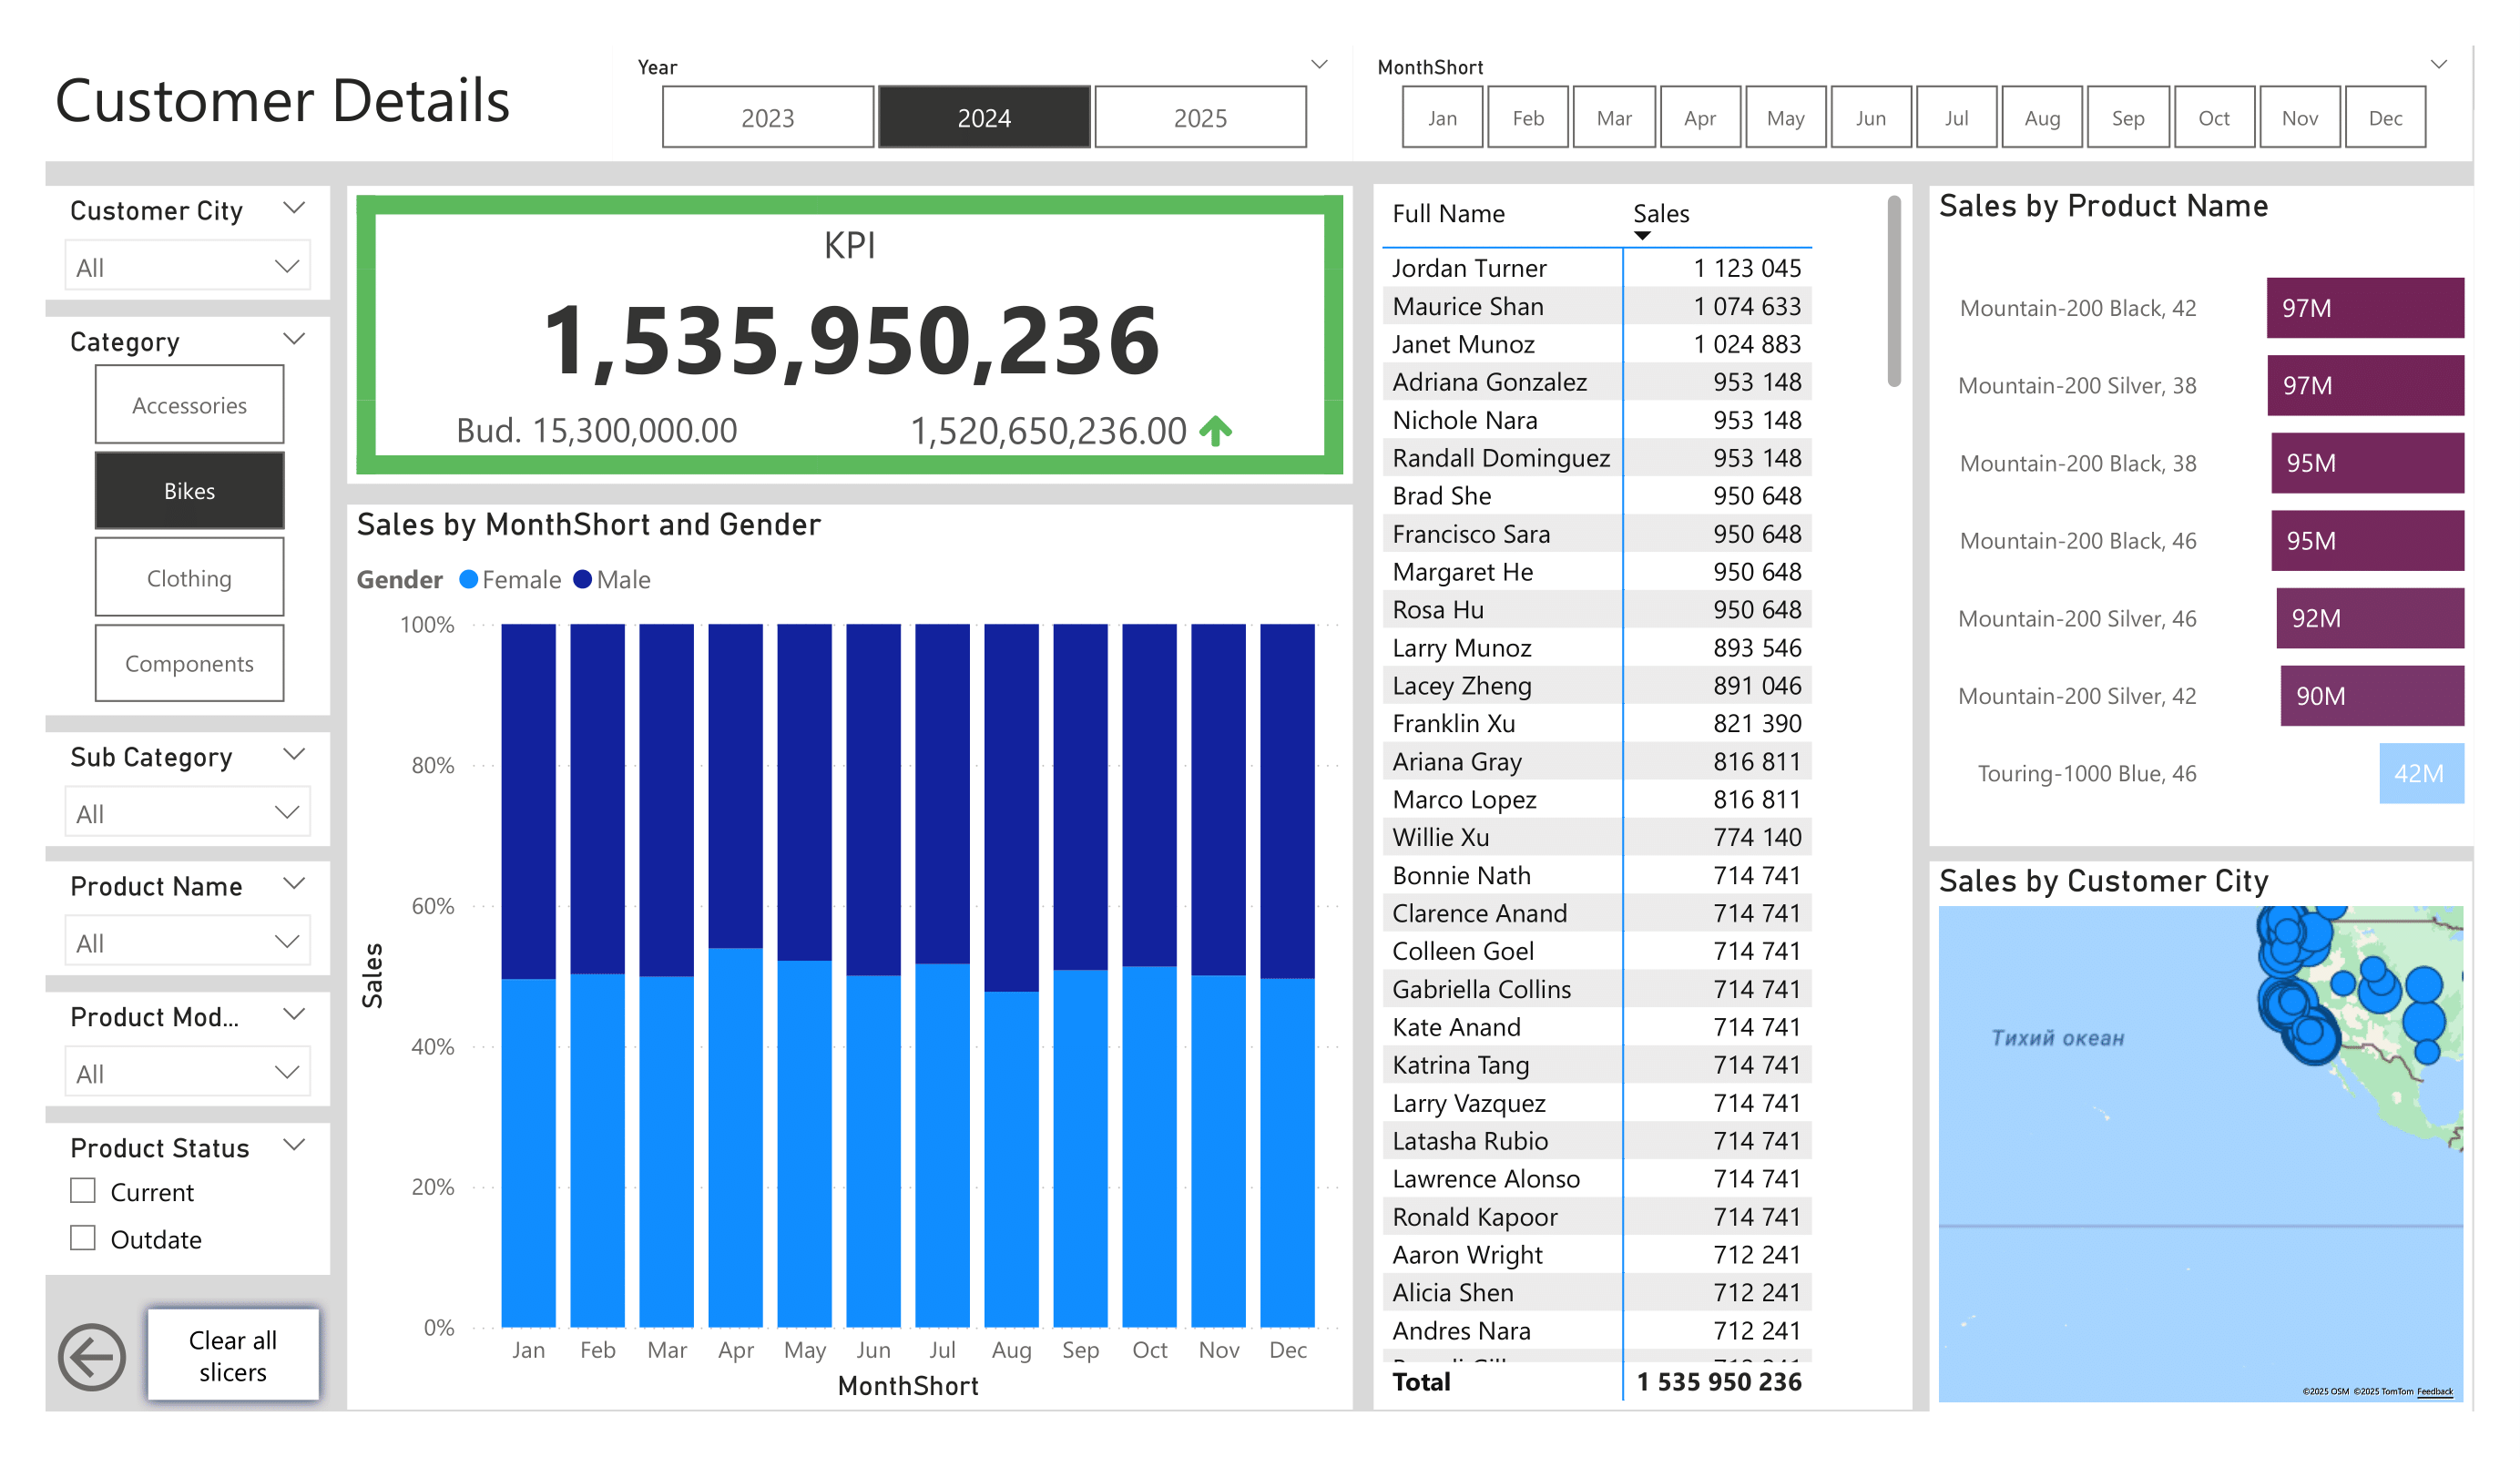 Customer Details
Year
2023 2024 2025
MonthShort
Jan Feb Mar Apr May Jun Jul Aug Sep Oct Nov Dec
Customer City
All
Category
Accessories
Bikes
Clothing
Components
Sub Category
All
Product Name
All
Product Mod...
All
Product Status
Current
Outdate
Clear all
slicers
KPI
1,535,950,236
Bud. 15,300,000.00 1,520,650,236.00
Sales by MonthShort and Gender
Gender Female Male
100%
80%
60%
40%
20%
0%
Sales
Jan Feb Mar Apr May Jun Jul Aug Sep Oct Nov Dec
MonthShort
Full Name Sales
Jordan Turner 1 123 045
Maurice Shan 1 074 633
Janet Munoz 1 024 883
Adriana Gonzalez 953 148
Nichole Nara 953 148
Randall Dominguez 953 148
Brad She 950 648
Francisco Sara 950 648
Margaret He 950 648
Rosa Hu 950 648
Larry Munoz 893 546
Lacey Zheng 891 046
Franklin Xu 821 390
Ariana Gray 816 811
Marco Lopez 816 811
Willie Xu 774 140
Bonnie Nath 714 741
Clarence Anand 714 741
Colleen Goel 714 741
Gabriella Collins 714 741
Kate Anand 714 741
Katrina Tang 714 741
Larry Vazquez 714 741
Latasha Rubio 714 741
Lawrence Alonso 714 741
Ronald Kapoor 714 741
Aaron Wright 712 241
Alicia Shen 712 241
Andres Nara 712 241
Total 1 535 950 236
Sales by Product Name
Mountain-200 Black, 42 97M
Mountain-200 Silver, 38 97M
Mountain-200 Black, 38 95M
Mountain-200 Black, 46 95M
Mountain-200 Silver, 46 92M
Mountain-200 Silver, 42 90M
Touring-1000 Blue, 46 42M
Sales by Customer City
Тихий океан
©2025 OSM ©2025 TomTom Feedback